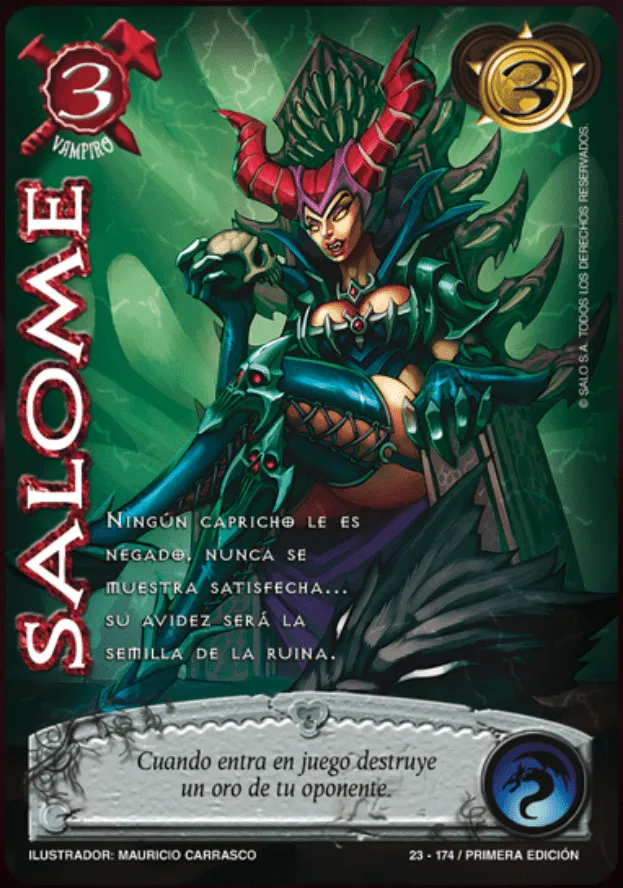 3
VAMPIRO
3
SALOME
© SALO S.A. TODOS LOS DERECHOS RESERVADOS.
NINGÚN CAPRICHO LE ES
NEGADO, NUNCA SE
MUESTRA SATISFECHA...
SU AVIDEZ SERÁ LA
SEMILLA DE LA RUINA.
Cuando entra en juego destruye
un oro de tu oponente.
ILUSTRADOR: MAURICIO CARRASCO
23 - 174 / PRIMERA EDICIÓN